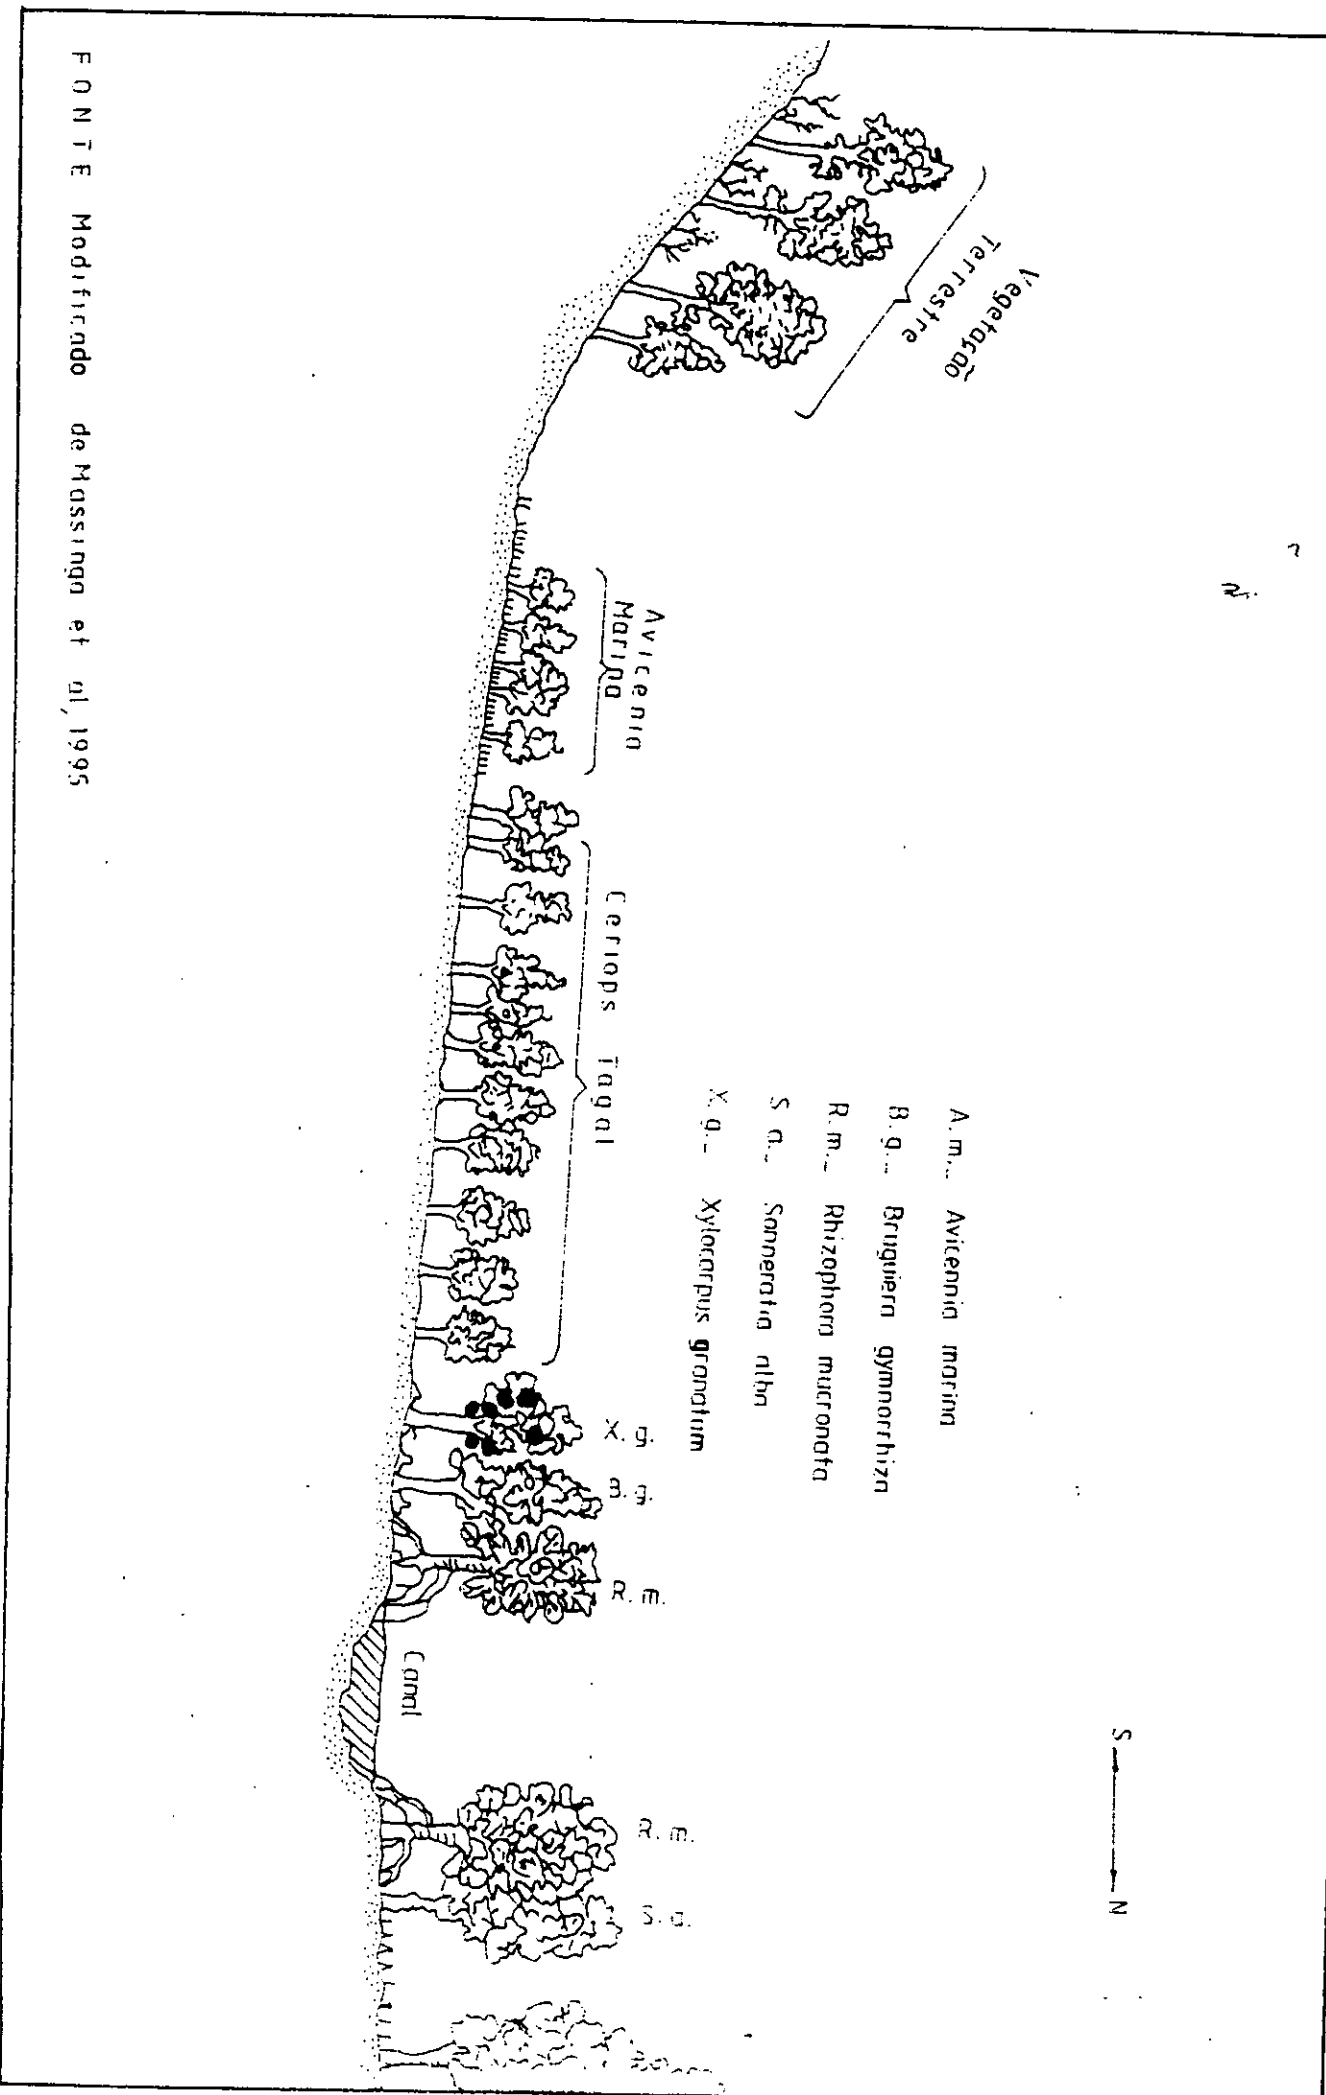 Vegetação
Terrestre
Avicenia
Marina
Ceriops Tagal
X.g.
B.g.
R.m.
Canal
R.m.
S.a.
A.m._ Avicennia marina
B.g._ Bruguiera gymnorrhiza
R.m._ Rhizophora mucronata
S.a._ Sonneratia alba
X.g._ Xylocarpus granatum
S
N
FONTE Modificado de Massinga et al, 1995